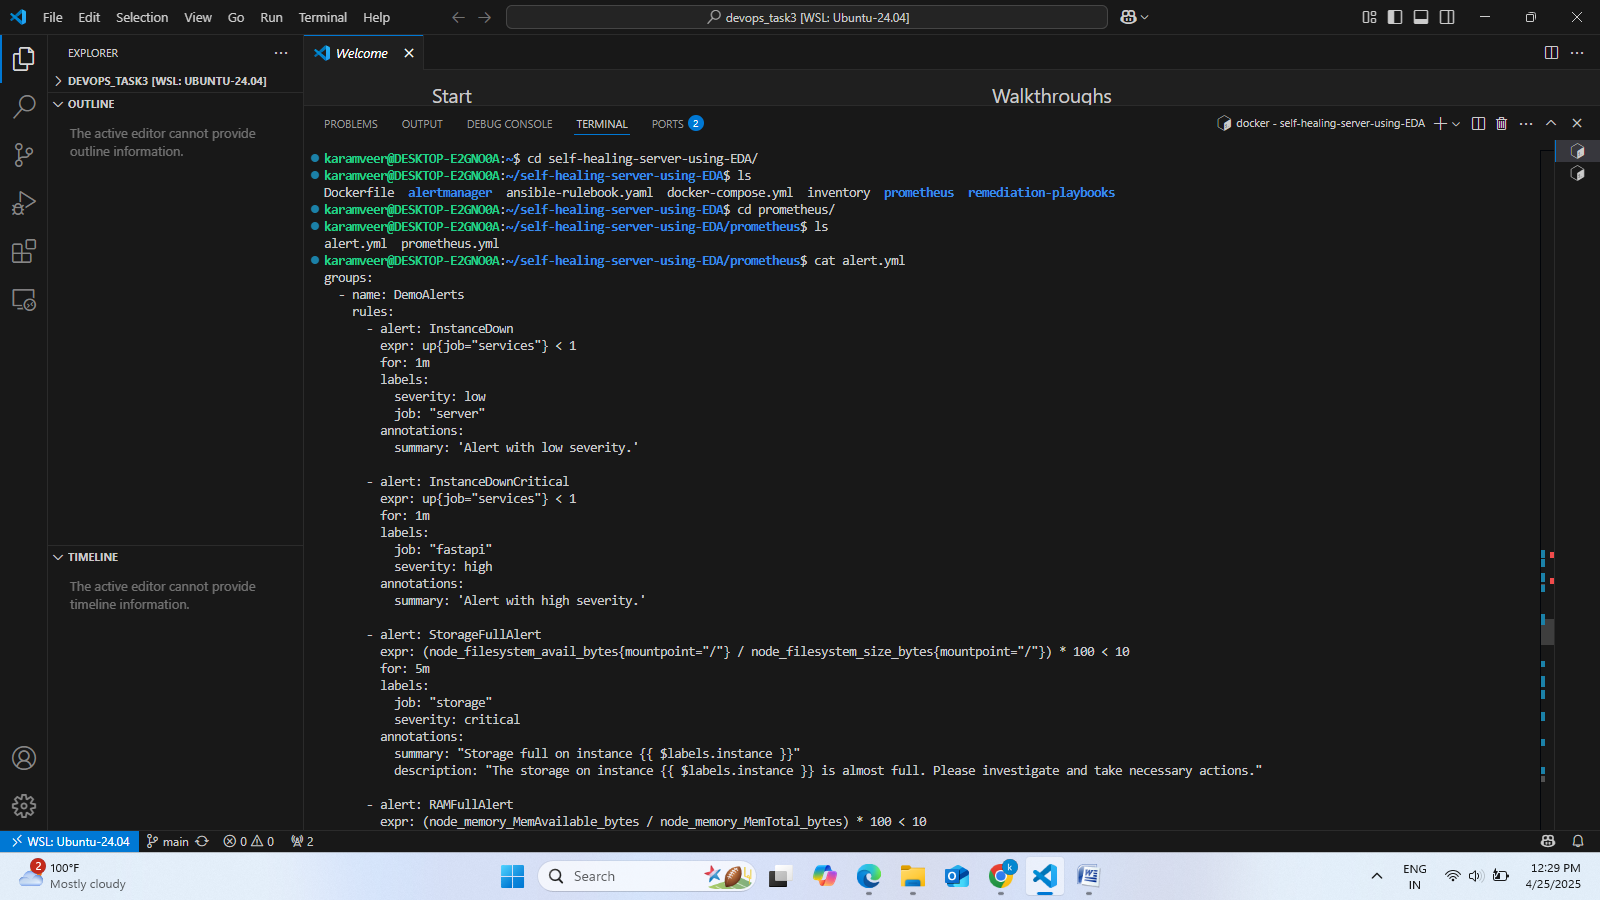 File Edit Selection View Go Run Terminal Help
devops_task3 [WSL: Ubuntu-24.04]
EXPLORER
DEVOPS_TASK3 [WSL: UBUNTU-24.04]
OUTLINE
The active editor cannot provide
outline information.
TIMELINE
The active editor cannot provide
timeline information.
Welcome
Start
Walkthroughs
PROBLEMS OUTPUT DEBUG CONSOLE TERMINAL PORTS 2
docker - self-healing-server-using-EDA
karamveer@DESKTOP-E2GNO0A:~$ cd self-healing-server-using-EDA/
karamveer@DESKTOP-E2GNO0A:~/self-healing-server-using-EDA$ ls
Dockerfile alertmanager ansible-rulebook.yaml docker-compose.yml inventory prometheus remediation-playbooks
karamveer@DESKTOP-E2GNO0A:~/self-healing-server-using-EDA$ cd prometheus/
karamveer@DESKTOP-E2GNO0A:~/self-healing-server-using-EDA/prometheus$ ls
alert.yml prometheus.yml
karamveer@DESKTOP-E2GNO0A:~/self-healing-server-using-EDA/prometheus$ cat alert.yml
groups:
  - name: DemoAlerts
    rules:
      - alert: InstanceDown
        expr: up{job="services"} < 1
        for: 1m
        labels:
          severity: low
          job: "server"
        annotations:
          summary: 'Alert with low severity.'
      - alert: InstanceDownCritical
        expr: up{job="services"} < 1
        for: 1m
        labels:
          job: "fastapi"
          severity: high
        annotations:
          summary: 'Alert with high severity.'
      - alert: StorageFullAlert
        expr: (node_filesystem_avail_bytes{mountpoint="/"} / node_filesystem_size_bytes{mountpoint="/"}) * 100 < 10
        for: 5m
        labels:
          job: "storage"
          severity: critical
        annotations:
          summary: "Storage full on instance {{ $labels.instance }}"
          description: "The storage on instance {{ $labels.instance }} is almost full. Please investigate and take necessary actions."
      - alert: RAMFullAlert
        expr: (node_memory_MemAvailable_bytes / node_memory_MemTotal_bytes) * 100 < 10
WSL: Ubuntu-24.04 main 0 0 2
2
100°F
Mostly cloudy
Search
k
ENG
IN
12:29 PM
4/25/2025